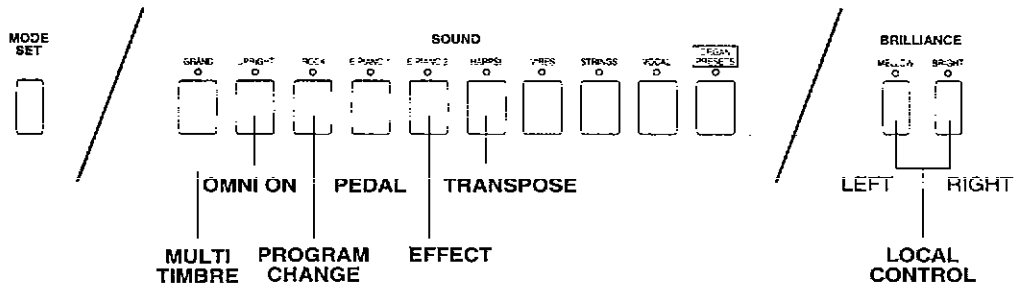 MODE
SET
SOUND
BRILLIANCE
GRAND UPRIGHT ROCK E.PIANO 1 E.PIANO 2 HARPSI VIBES STRINGS VOCAL ORGAN
PRESETS
MELLOW BRIGHT
OMNI ON PEDAL TRANSPOSE
LEFT RIGHT
MULTI
TIMBRE
PROGRAM
CHANGE
EFFECT
LOCAL
CONTROL